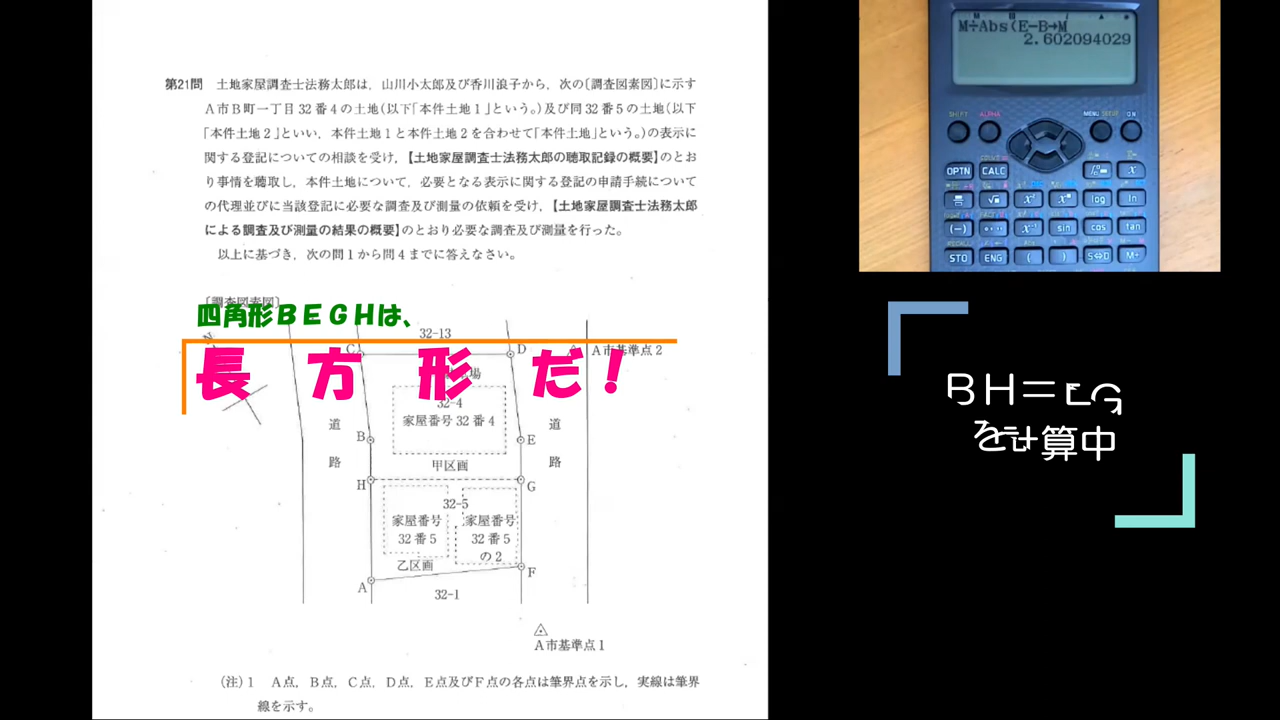 第21問 土地家屋調査士法務太郎は，山川小太郎及び香川浪子から，次の〔調査図素図〕に示す
A市B町一丁目32番4の土地(以下「本件土地1」という。)及び同32番5の土地(以下
「本件土地2」といい，本件土地1と本件土地2を合わせて「本件土地」という。)の表示に
関する登記についての相談を受け，【土地家屋調査士法務太郎の聴取記録の概要】のとお
り事情を聴取し，本件土地について，必要となる表示に関する登記の申請手続について
の代理並びに当該登記に必要な調査及び測量の依頼を受け，【土地家屋調査士法務太郎
による調査及び測量の結果の概要】のとおり必要な調査及び測量を行った。
以上に基づき，次の問1から問4までに答えなさい。
〔調査図素図〕
四角形BEGHは、
長方形だ！
N
32-13
C
D
A市基準点2
場
32-4
家屋番号 32番4
道
路
道
路
B
E
甲区画
H
G
32-5
家屋番号
32番5
家屋番号
32番5
の2
乙区画
A
F
32-1
A市基準点1
(注) 1 A点，B点，C点，D点，E点及びF点の各点は筆界点を示し，実線は筆界
線を示す。
M÷Abs(E-B→M
2.602094029
SHIFT
ALPHA
MENU
SETUP
ON
OPTN
CALC
x
log
ln
(-)
sin
cos
tan
STO
ENG
(
)
S⇔D
M+
BH＝EG
を計算中